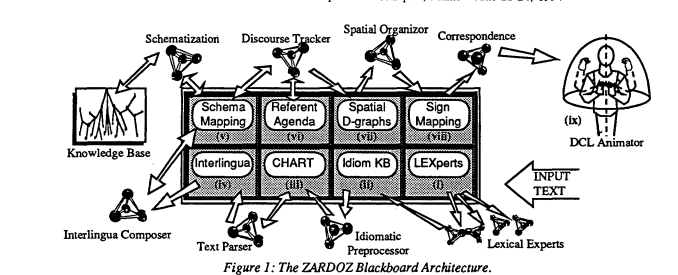 Schematization
Discourse Tracker
Spatial Organizor
Correspondence
Schema
Mapping
(v)
Referent
Agenda
(vi)
Spatial
D-graphs
(vii)
Sign
Mapping
(viii)
(ix)
DCL Animator
Knowledge Base
Interlingua
(iv)
CHART
(iii)
Idiom KB
(ii)
LEXperts
(i)
INPUT
TEXT
Interlingua Composer
Text Parser
Idiomatic
Preprocessor
Lexical Experts
Figure 1: The ZARDOZ Blackboard Architecture.